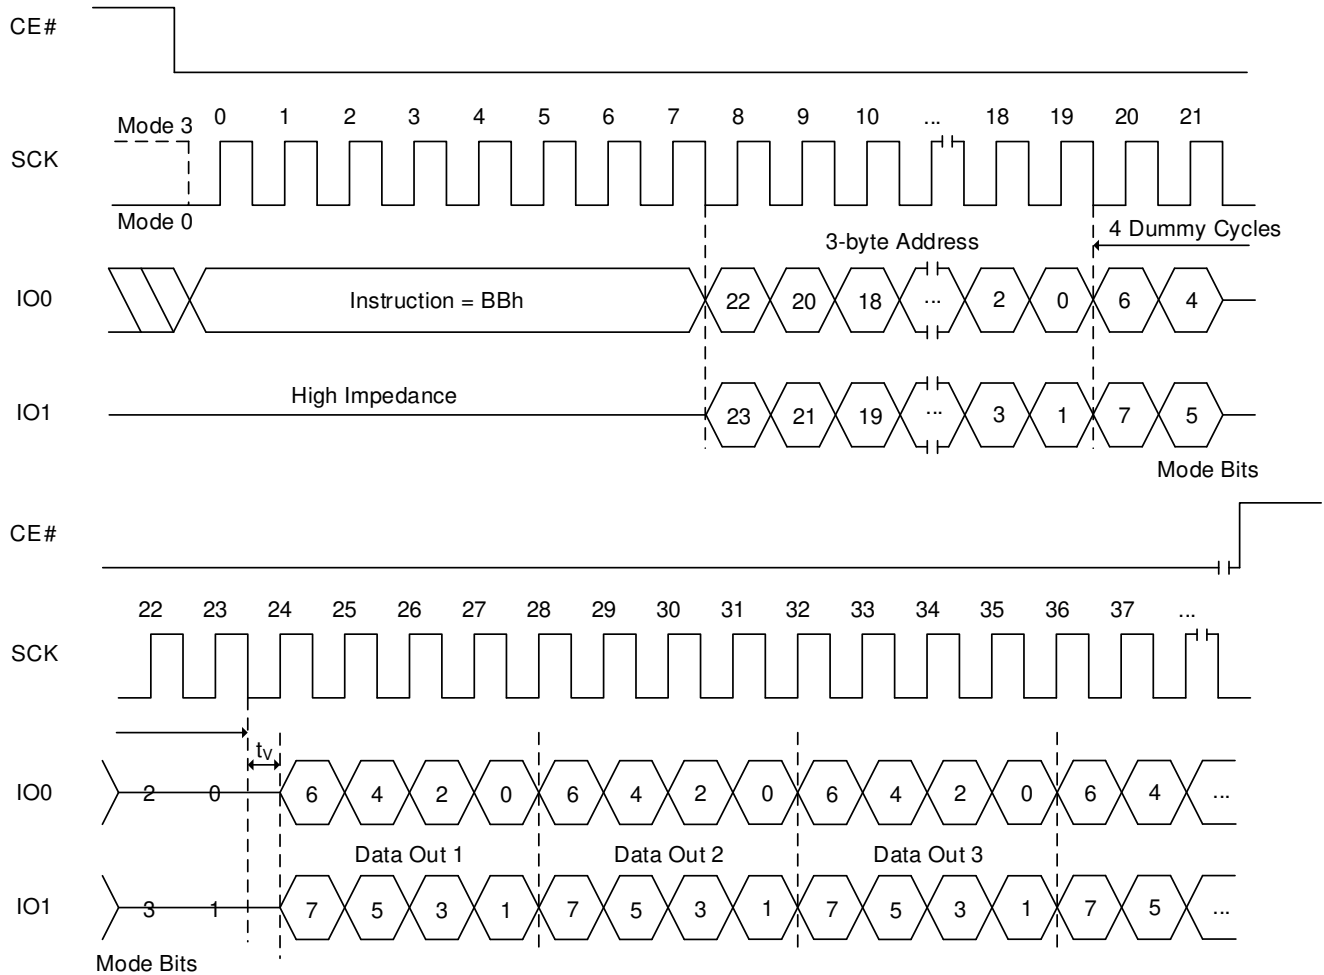 CE#
0 1 2 3 4 5 6 7 8 9 10 ... 18 19 20 21
Mode 3
SCK
Mode 0
4 Dummy Cycles
3-byte Address
IO0 Instruction = BBh 22 20 18 ... 2 0 6 4
High Impedance
IO1 23 21 19 ... 3 1 7 5
Mode Bits
CE#
22 23 24 25 26 27 28 29 30 31 32 33 34 35 36 37 ...
SCK
tV
IO0 2 0 6 4 2 0 6 4 2 0 6 4 2 0 6 4 ...
Data Out 1 Data Out 2 Data Out 3
IO1 3 1 7 5 3 1 7 5 3 1 7 5 3 1 7 5 ...
Mode Bits